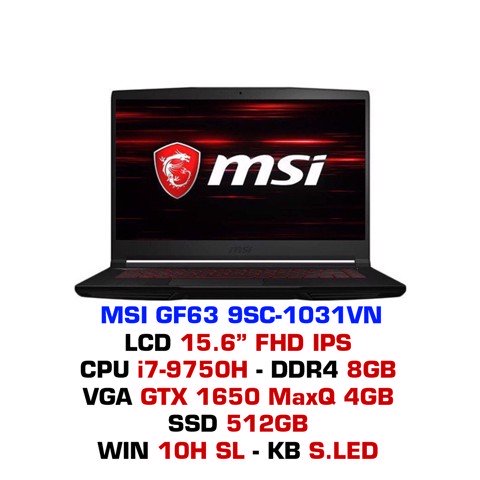 msi
msi
MSI GF63 9SC-1031VN
LCD 15.6” FHD IPS
CPU i7-9750H - DDR4 8GB
VGA GTX 1650 MaxQ 4GB
SSD 512GB
WIN 10H SL - KB S.LED